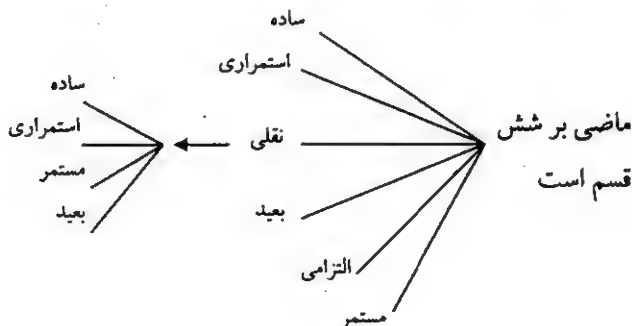 ماضی بر شش
قسم است
ساده
استمراری
نقلی
بعید
التزامی
مستمر
ساده
استمراری
مستمر
بعید